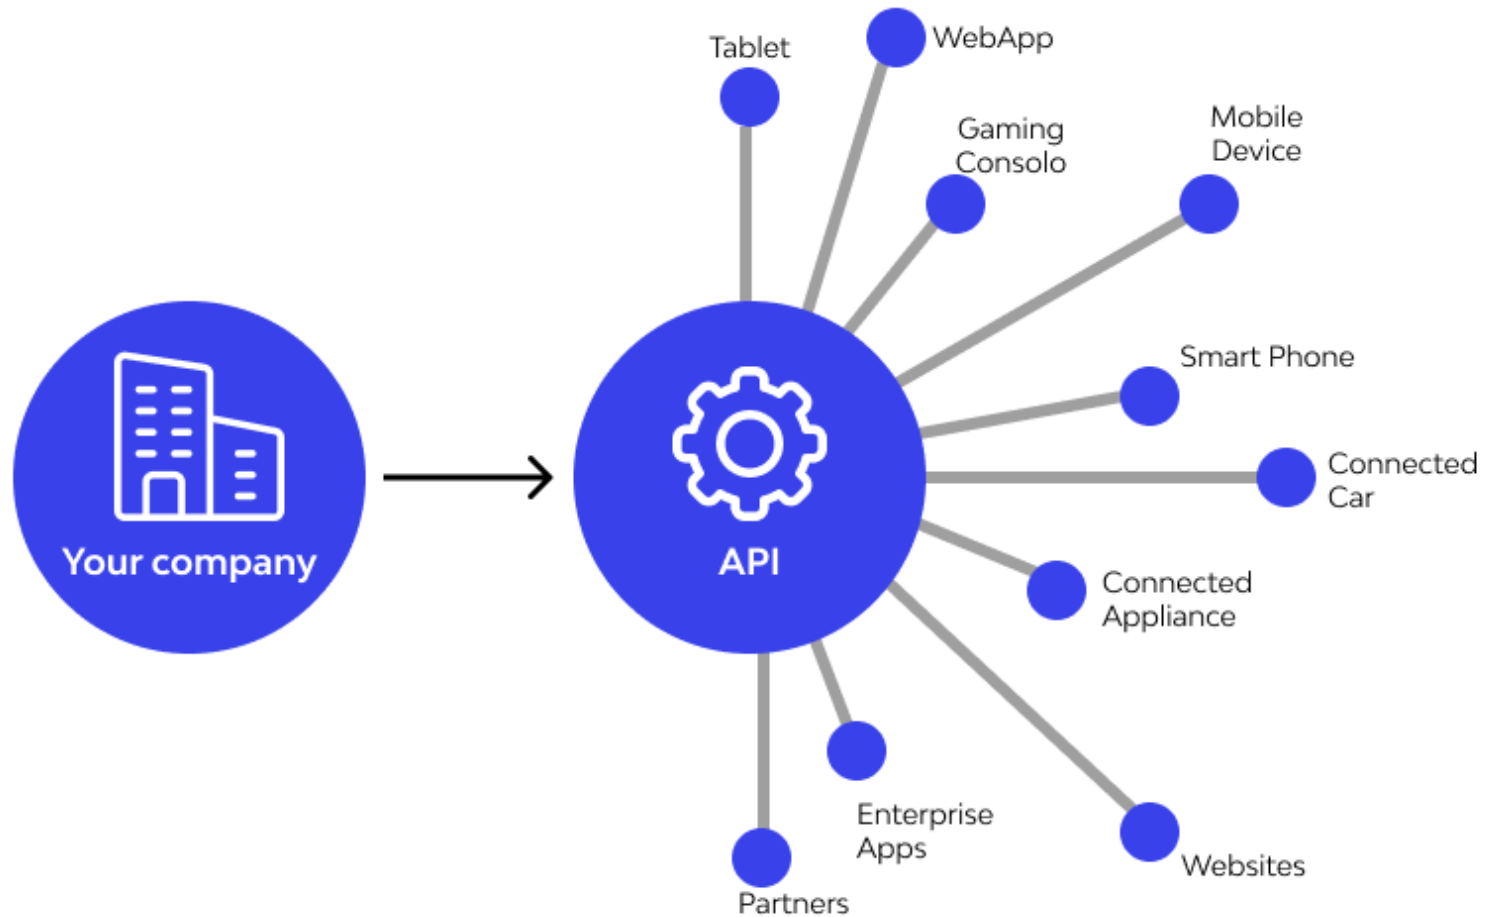 Tablet
WebApp
Gaming
Consolo
Mobile
Device
Smart Phone
Connected
Car
Your company
API
Connected
Appliance
Enterprise
Apps
Websites
Partners